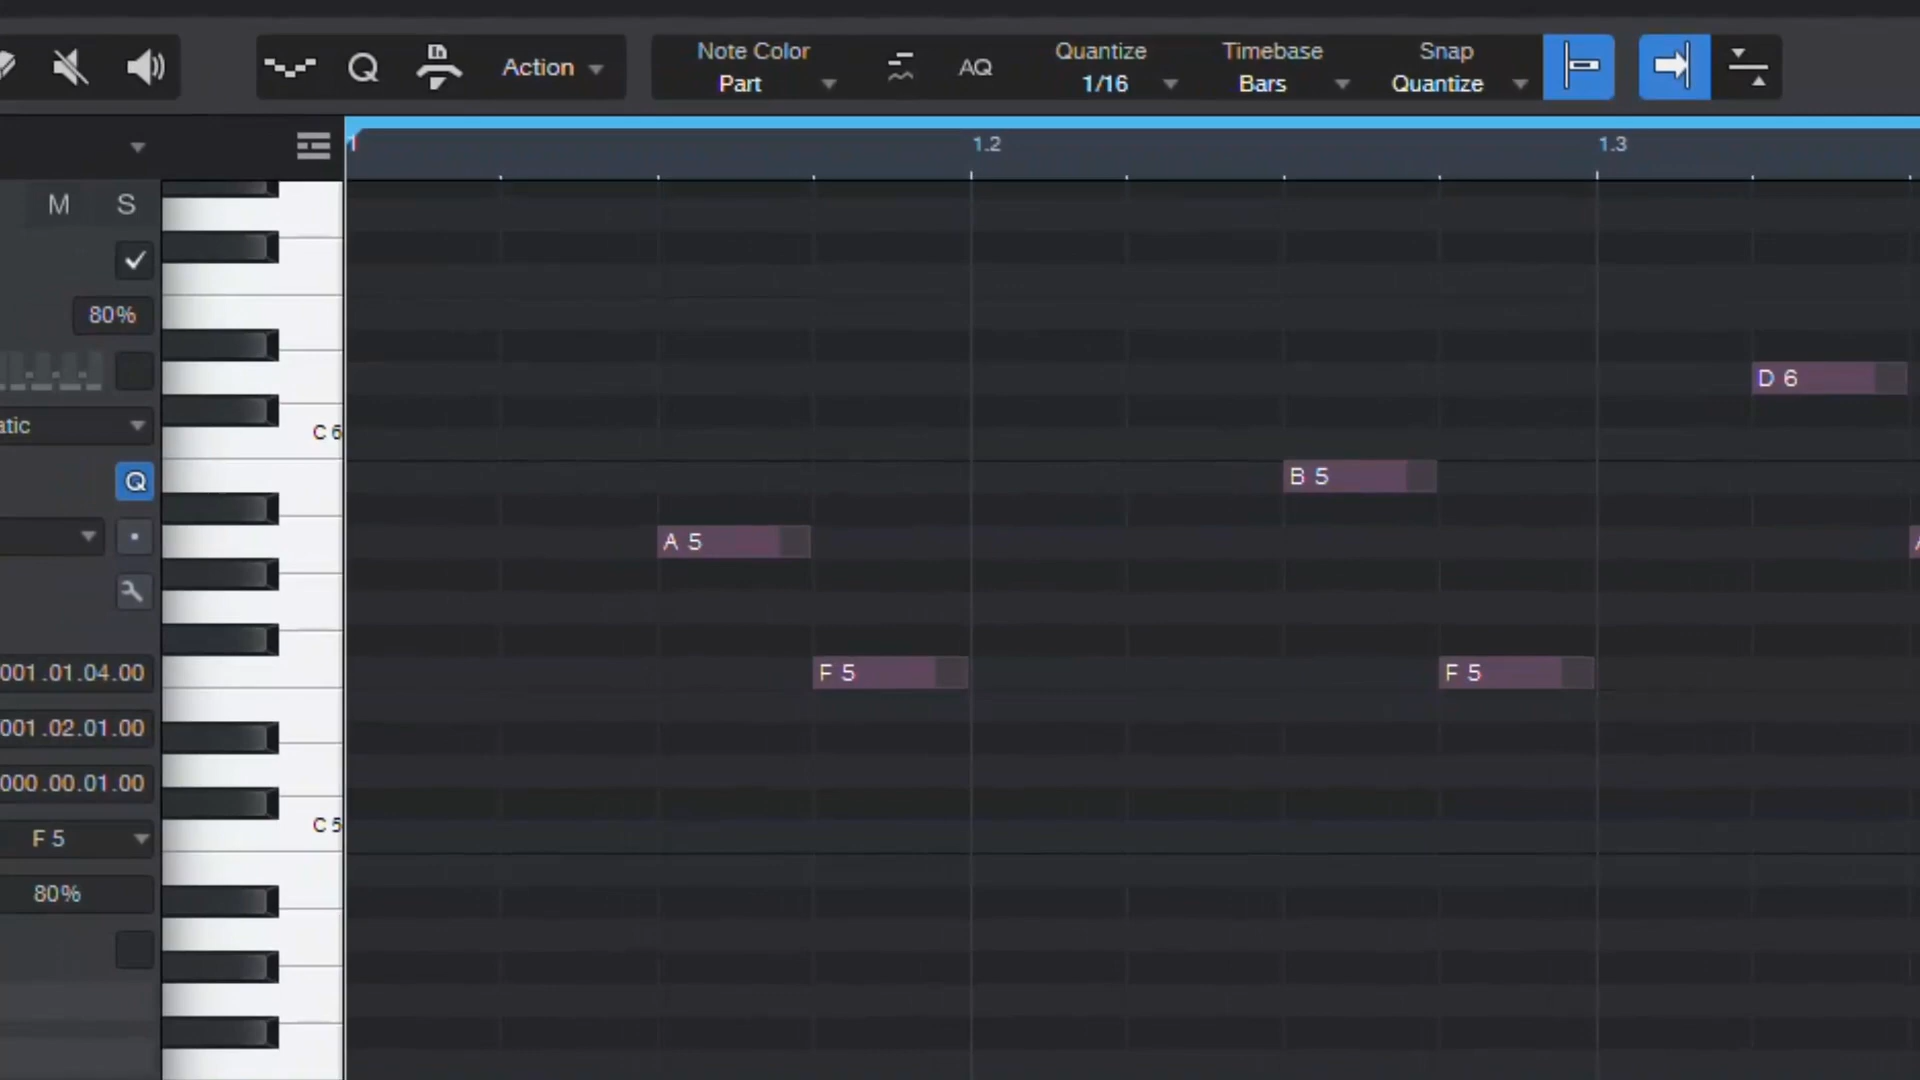 Note Color
Quantize
Timebase
Snap
Q
Action
Part
AQ
1/16
Bars
Quantize
1
1.2
1.3
M
S
80%
D 6
C 6
Q
B 5
A 5
F 5
F 5
001.01.04.00
001.02.01.00
000.00.01.00
C 5
F 5
80%